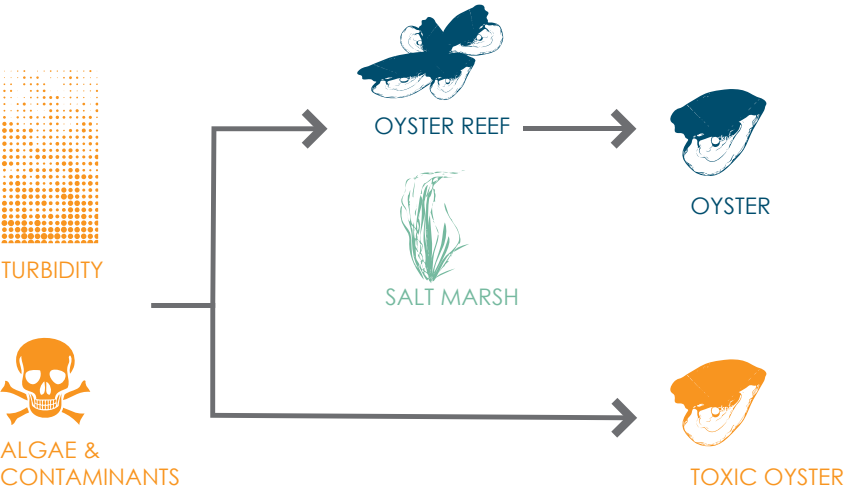 OYSTER REEF
OYSTER
TURBIDITY
SALT MARSH
ALGAE &
CONTAMINANTS
TOXIC OYSTER